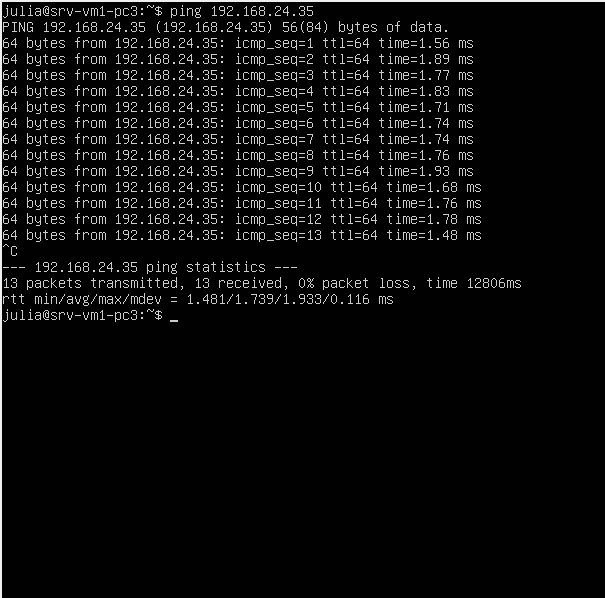 julia@srv-vm1-pc3:~$ ping 192.168.24.35
PING 192.168.24.35 (192.168.24.35) 56(84) bytes of data.
64 bytes from 192.168.24.35: icmp_seq=1 ttl=64 time=1.56 ms
64 bytes from 192.168.24.35: icmp_seq=2 ttl=64 time=1.89 ms
64 bytes from 192.168.24.35: icmp_seq=3 ttl=64 time=1.77 ms
64 bytes from 192.168.24.35: icmp_seq=4 ttl=64 time=1.83 ms
64 bytes from 192.168.24.35: icmp_seq=5 ttl=64 time=1.71 ms
64 bytes from 192.168.24.35: icmp_seq=6 ttl=64 time=1.74 ms
64 bytes from 192.168.24.35: icmp_seq=7 ttl=64 time=1.74 ms
64 bytes from 192.168.24.35: icmp_seq=8 ttl=64 time=1.76 ms
64 bytes from 192.168.24.35: icmp_seq=9 ttl=64 time=1.93 ms
64 bytes from 192.168.24.35: icmp_seq=10 ttl=64 time=1.68 ms
64 bytes from 192.168.24.35: icmp_seq=11 ttl=64 time=1.76 ms
64 bytes from 192.168.24.35: icmp_seq=12 ttl=64 time=1.78 ms
64 bytes from 192.168.24.35: icmp_seq=13 ttl=64 time=1.48 ms
^C
--- 192.168.24.35 ping statistics ---
13 packets transmitted, 13 received, 0% packet loss, time 12806ms
rtt min/avg/max/mdev = 1.481/1.739/1.933/0.116 ms
julia@srv-vm1-pc3:~$ _